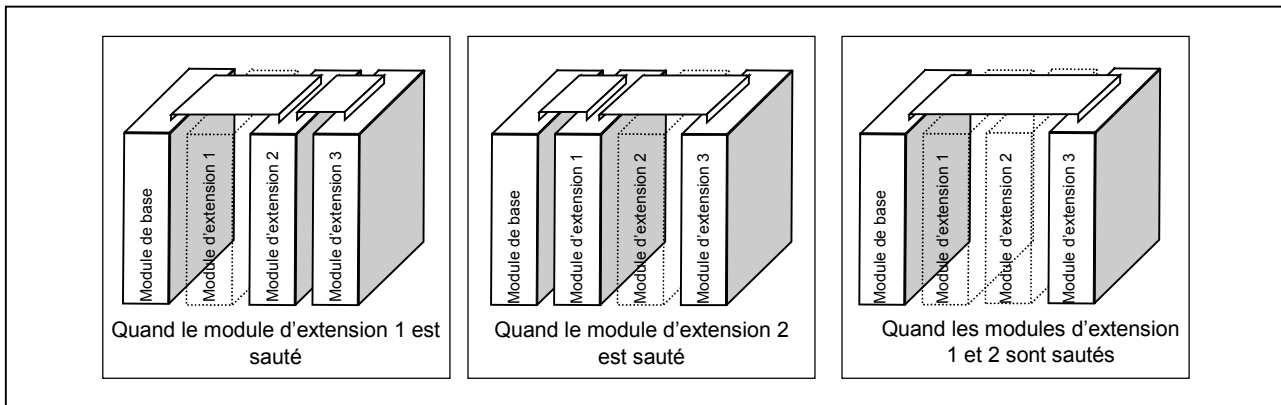 Module de base
Module d'extension 1
Module d'extension 2
Module d'extension 3
Quand le module d'extension 1 est
sauté
Module de base
Module d'extension 1
Module d'extension 2
Module d'extension 3
Quand le module d'extension 2
est sauté
Module de base
Module d'extension 1
Module d'extension 2
Module d'extension 3
Quand les modules d'extension
1 et 2 sont sautés